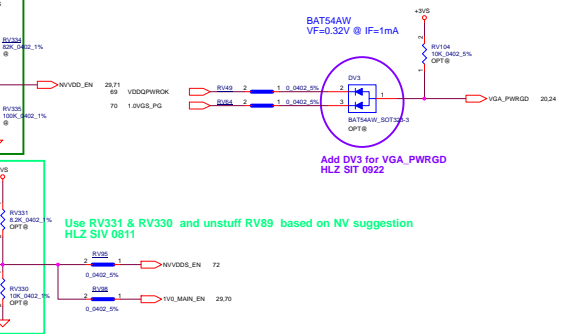 BAT54AW
VF=0.32V @ IF=1mA
+3VS
2
RV104
10K_0402_5%
OPT@
1
RV334
82K_0402_1%
@
NVVDD_EN 29,71
RV335
100K_0402_1%
@
69 VDDQPWROK
70 1.0VGS_PG
RV49 2 1 0_0402_5%
RV84 2 1 0_0402_5%
DV3
2
3
1
BAT54AW_SOT323-3
OPT@
VGA_PWRGD 20,24
Add DV3 for VGA_PWRGD
HLZ SIT 0922
VS
RV331
8.2K_0402_1%
OPT@
Use RV331 & RV330 and unstuff RV89 based on NV suggestion
HLZ SIV 0811
RV95
2 1
0_0402_5%
NVVDDS_EN 72
RV330
10K_0402_1%
OPT@
RV98
2 1
0_0402_5%
1V0_MAIN_EN 29,70